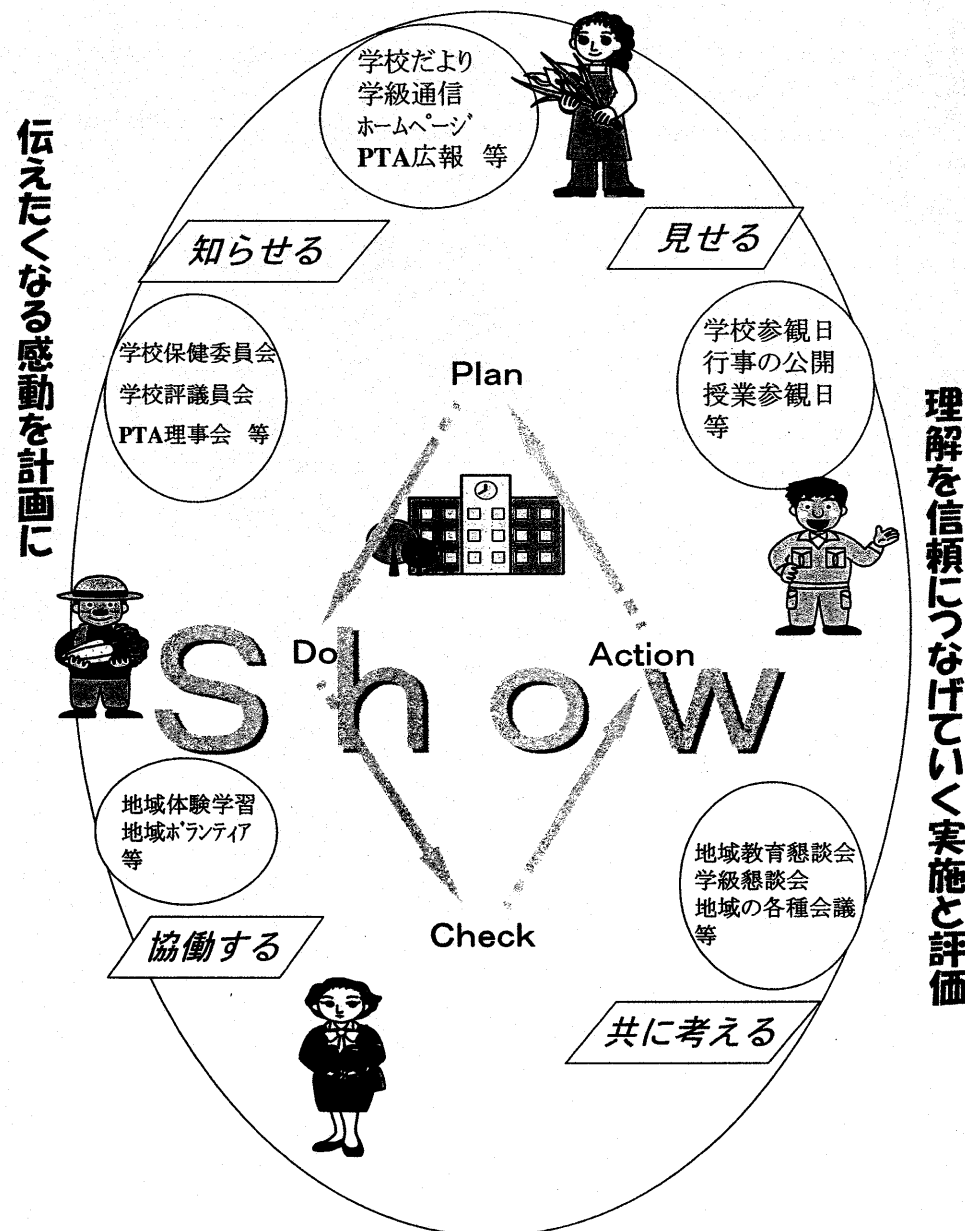 伝えたくなる感動を計画に
学校だより
学級通信
ホームページ
PTA広報 等
知らせる
見せる
学校保健委員会
学校評議員会
PTA理事会 等
学校参観日
行事の公開
授業参観日
等
Plan
Do
Action
Show
Check
地域体験学習
地域ボランティア
等
協働する
地域教育懇談会
学級懇談会
地域の各種会議
等
共に考える
理解を信頼につなげていく実施と評価